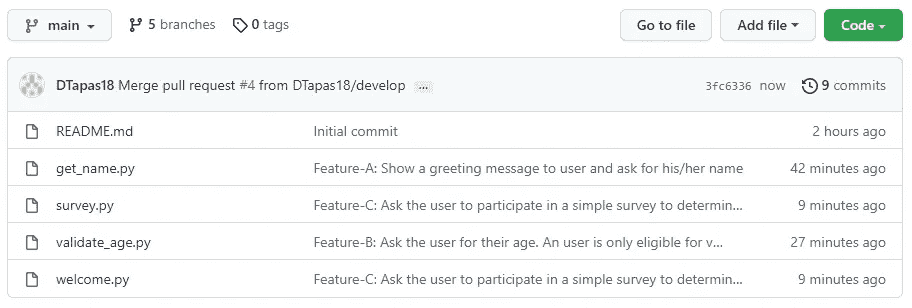 main 5 branches 0 tags Go to file Add file Code
DTapas18 Merge pull request #4 from DTapas18/develop ... 3fc6336 now 9 commits
README.md Initial commit 2 hours ago
get_name.py Feature-A: Show a greeting message to user and ask for his/her name 42 minutes ago
survey.py Feature-C: Ask the user to participate in a simple survey to determin... 9 minutes ago
validate_age.py Feature-B: Ask the user for their age. An user is only eligible for v... 27 minutes ago
welcome.py Feature-C: Ask the user to participate in a simple survey to determin... 9 minutes ago